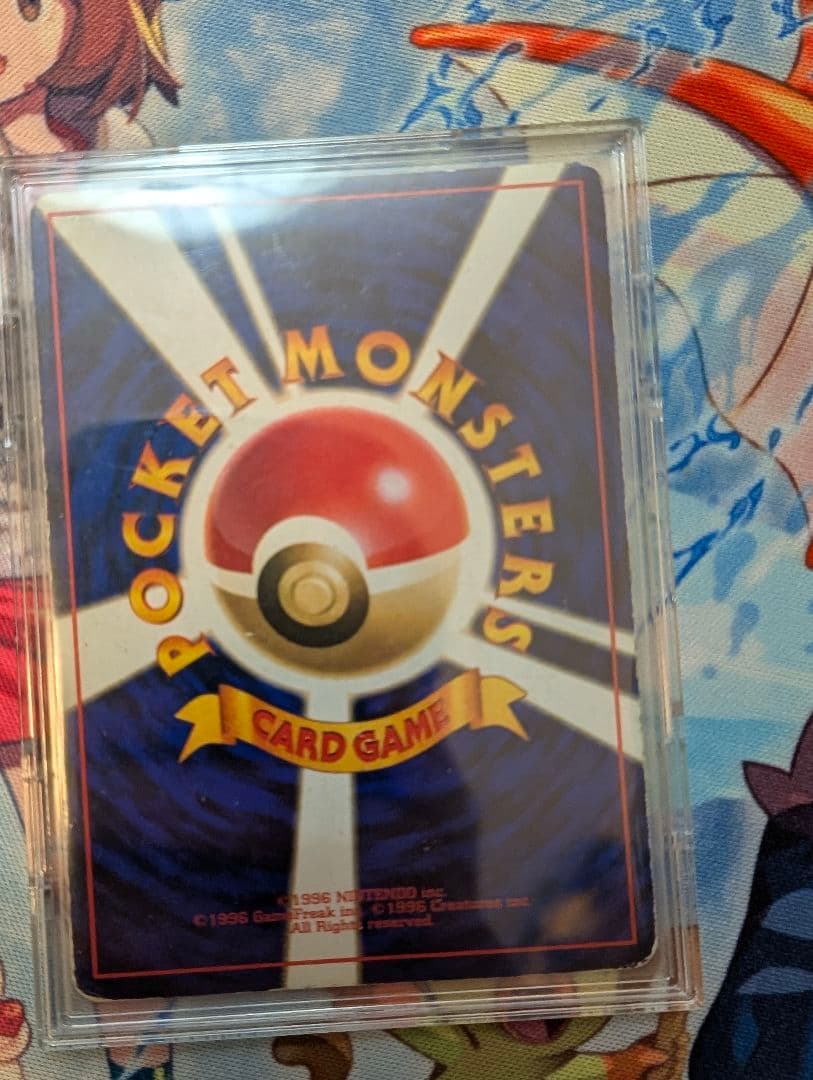 POCKET MONSTERS
CARD GAME
©1996 NINTENDO inc.
©1996 GameFreak inc. ©1996 Creatures inc.
All Rights reserved.